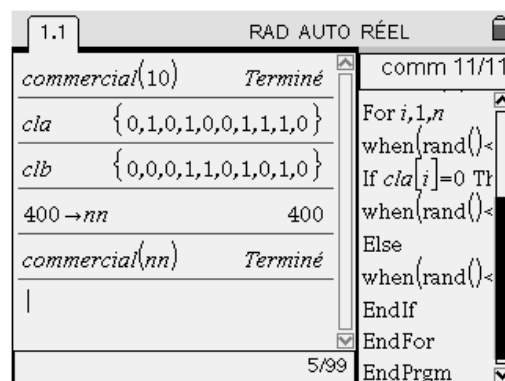 1.1 RAD AUTO RÉEL
commercial(10) Terminé
cla {0,1,0,1,0,0,1,1,1,0}
clb {0,0,0,1,1,0,1,0,1,0}
400→nn 400
commercial(nn) Terminé
5/99
comm 11/11
For i,1,n
when(rand()<
If cla[i]=0 Th
when(rand()<
Else
when(rand()<
EndIf
EndFor
EndPrgm